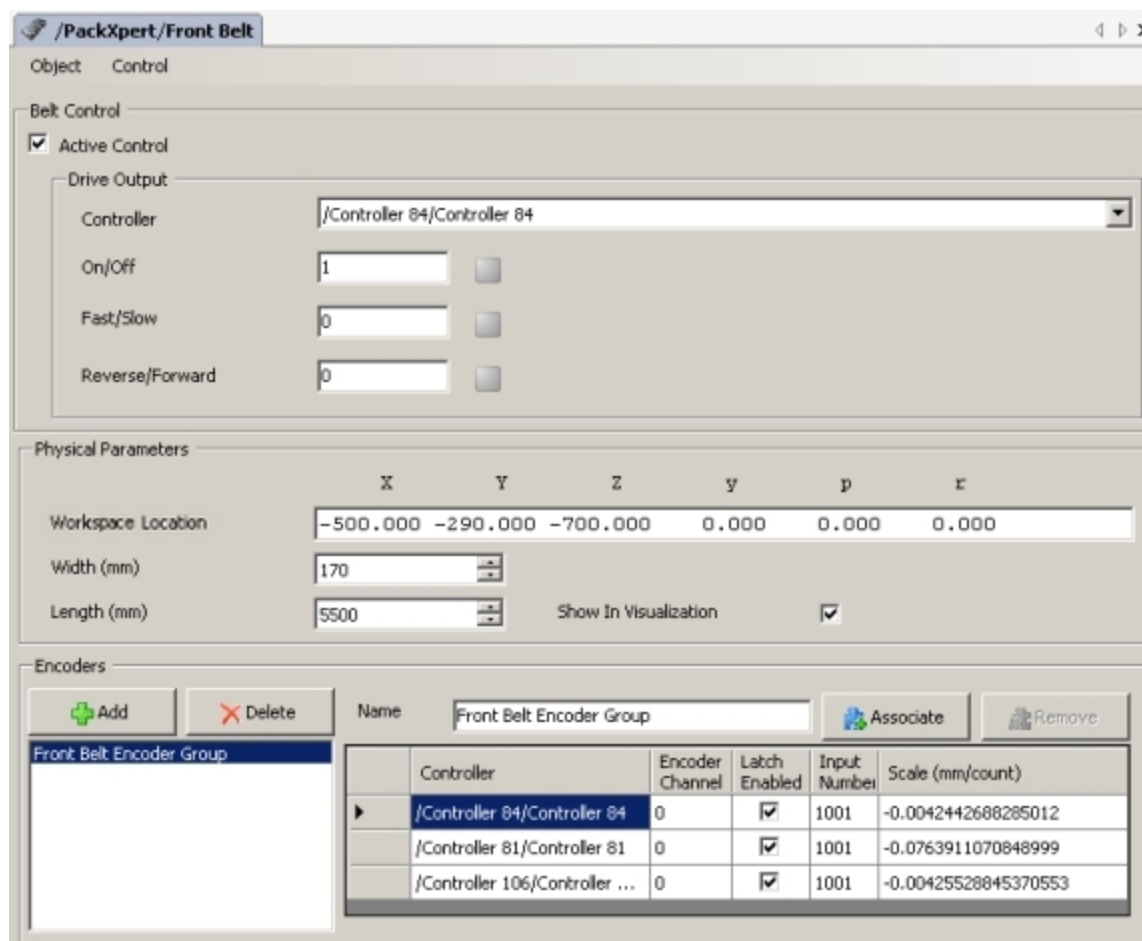 /PackXpert/Front Belt
Object Control
Belt Control
Active Control
Drive Output
Controller /Controller 84/Controller 84
On/Off 1
Fast/Slow 0
Reverse/Forward 0
Physical Parameters
X Y Z y p r
Workspace Location -500.000 -290.000 -700.000 0.000 0.000 0.000
Width (mm) 170
Length (mm) 5500 Show In Visualization
Encoders
Add Delete Name Front Belt Encoder Group Associate Remove
Front Belt Encoder Group
Controller Encoder Channel Latch Enabled Input Number Scale (mm/count)
/Controller 84/Controller 84 0 1001 -0.0042442688285012
/Controller 81/Controller 81 0 1001 -0.0763911070848999
/Controller 106/Controller ... 0 1001 -0.00425528845370553